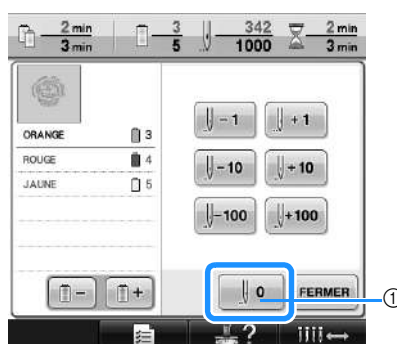 2 min 3 342 2 min
3 min 5 1000 3 min
-1 +1
ORANGE 3
ROUGE 4
-10 +10
JAUNE 5
-100 +100
- + 0 FERMER ①
?